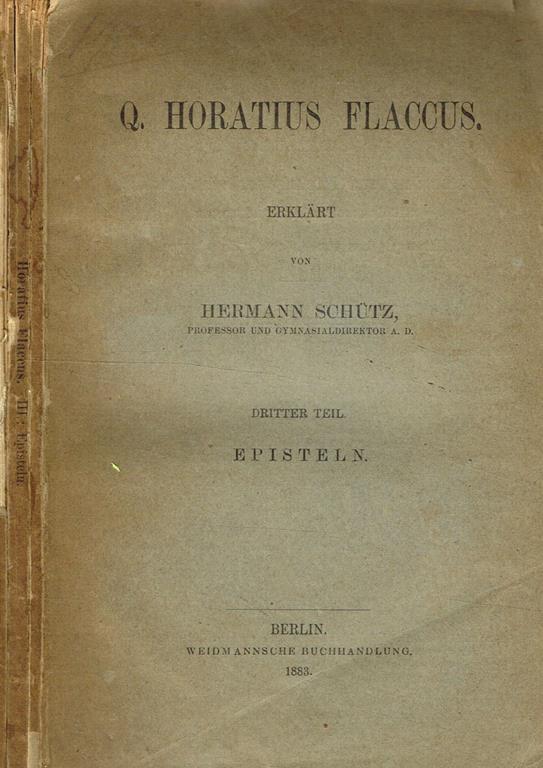 Q. HORATIUS FLACCUS.
ERKLÄRT
VON
HERMANN SCHÜTZ,
PROFESSOR UND GYMNASIALDIREKTOR A. D.
DRITTER TEIL.
EPISTELN.
BERLIN.
WEIDMANNSCHE BUCHHANDLUNG.
1883.
Horatius Flaccus. III: Episteln.